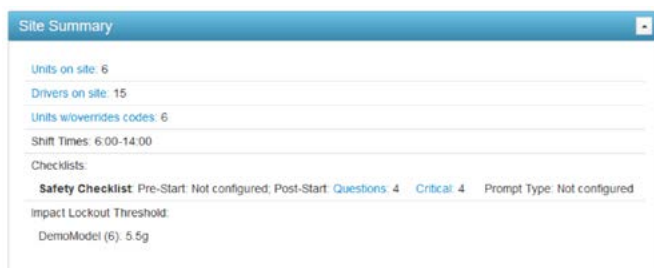 Site Summary
Units on site: 6
Drivers on site: 15
Units w/overrides codes: 6
Shift Times: 6:00-14:00
Checklists:
Safety Checklist: Pre-Start: Not configured; Post-Start: Questions: 4 Critical: 4 Prompt Type: Not configured
Impact Lockout Threshold:
DemoModel (6): 5.5g